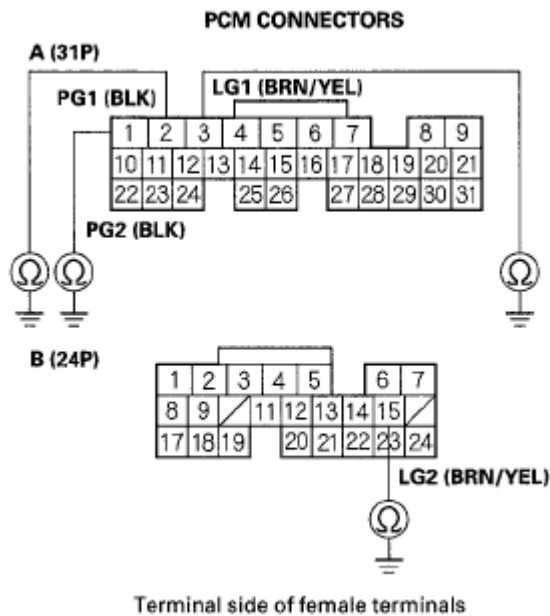 PCM CONNECTORS
A (31P)
PG1 (BLK)
LG1 (BRN/YEL)
1 2 3 4 5 6 7 8 9
10 11 12 13 14 15 16 17 18 19 20 21
22 23 24 25 26 27 28 29 30 31
PG2 (BLK)
Ω Ω Ω
B (24P)
1 2 3 4 5 6 7
8 9 11 12 13 14 15
17 18 19 20 21 22 23 24
LG2 (BRN/YEL)
Ω
Terminal side of female terminals